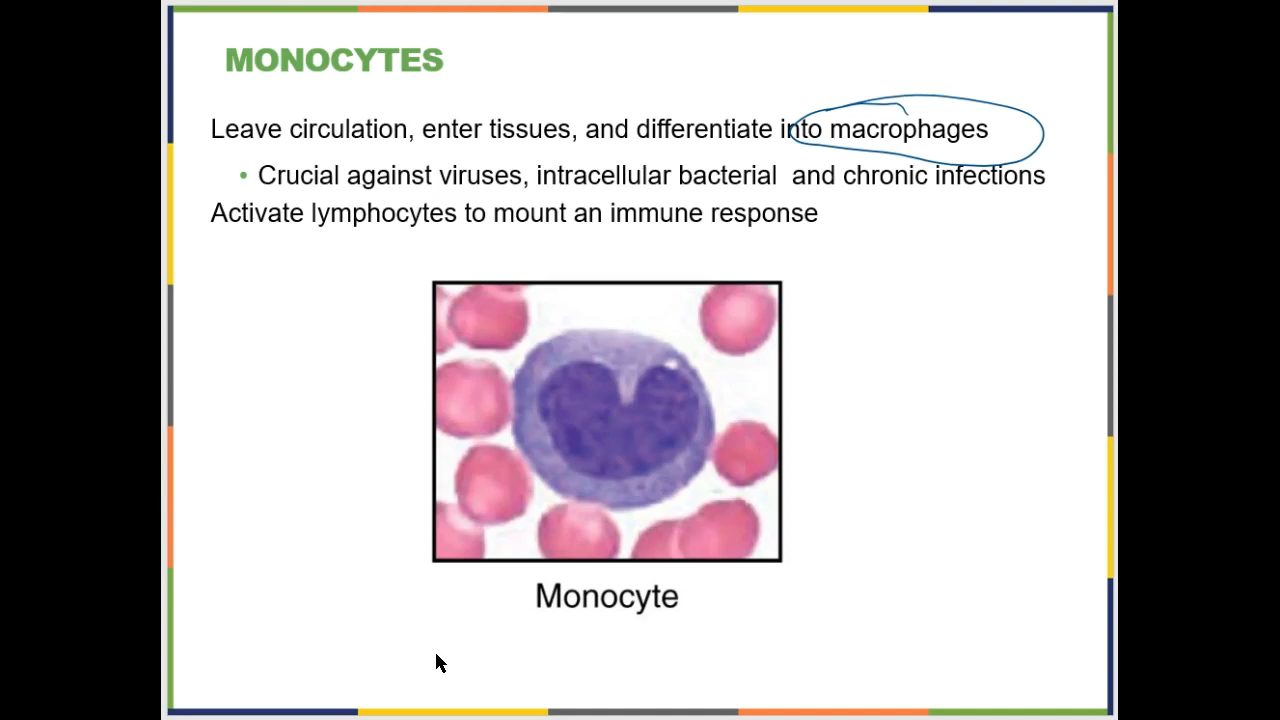 MONOCYTES
Leave circulation, enter tissues, and differentiate into macrophages
• Crucial against viruses, intracellular bacterial  and chronic infections
Activate lymphocytes to mount an immune response
Monocyte